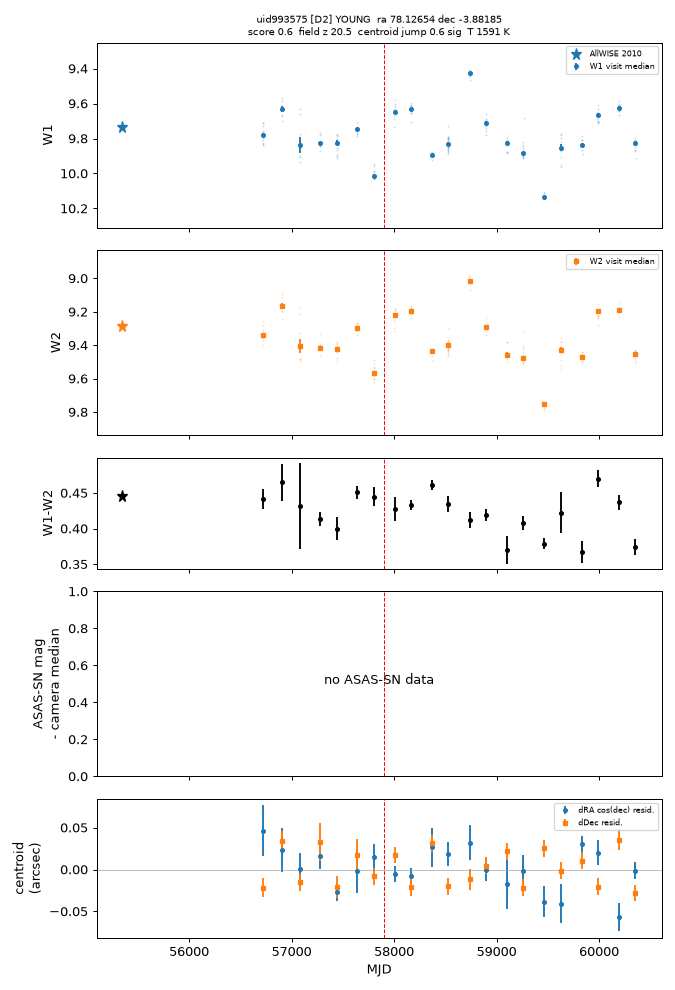 uid993575 [D2] YOUNG  ra 78.12654 dec -3.88185
score 0.6  field z 20.5  centroid jump 0.6 sig  T 1591 K
AllWISE 2010
W1 visit median
9.4
9.6
9.8
10.0
10.2
W1
W2 visit median
9.0
9.2
9.4
9.6
9.8
W2
0.45
0.40
0.35
W1-W2
1.0
0.8
0.6
0.4
0.2
0.0
ASAS-SN mag
- camera median
no ASAS-SN data
dRA cos(dec) resid.
dDec resid.
0.05
0.00
−0.05
centroid
(arcsec)
56000
57000
58000
59000
60000
MJD